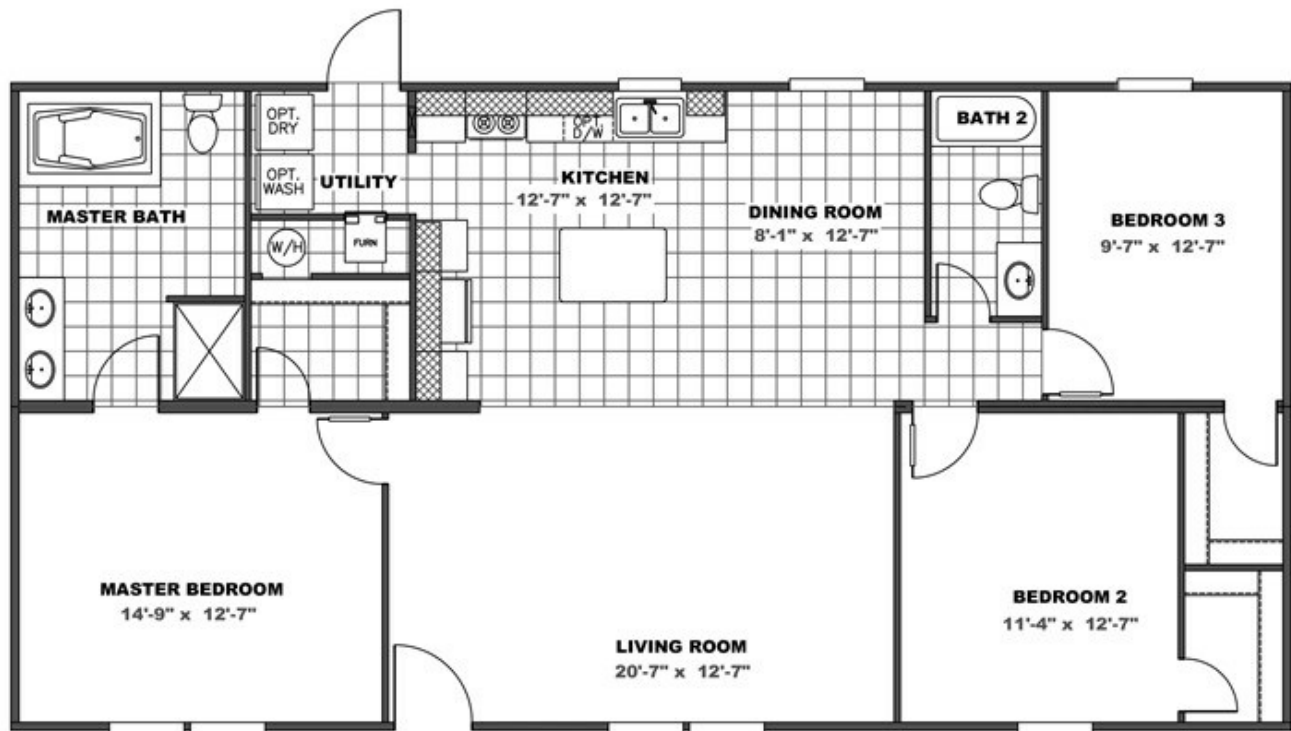 OPT.
DRY
OPT.
WASH
UTILITY
MASTER BATH
W/H
FURN
OPT.
D/W
KITCHEN
12'-7" x 12'-7"
DINING ROOM
8'-1" x 12'-7"
BATH 2
BEDROOM 3
9'-7" x 12'-7"
MASTER BEDROOM
14'-9" x 12'-7"
LIVING ROOM
20'-7" x 12'-7"
BEDROOM 2
11'-4" x 12'-7"